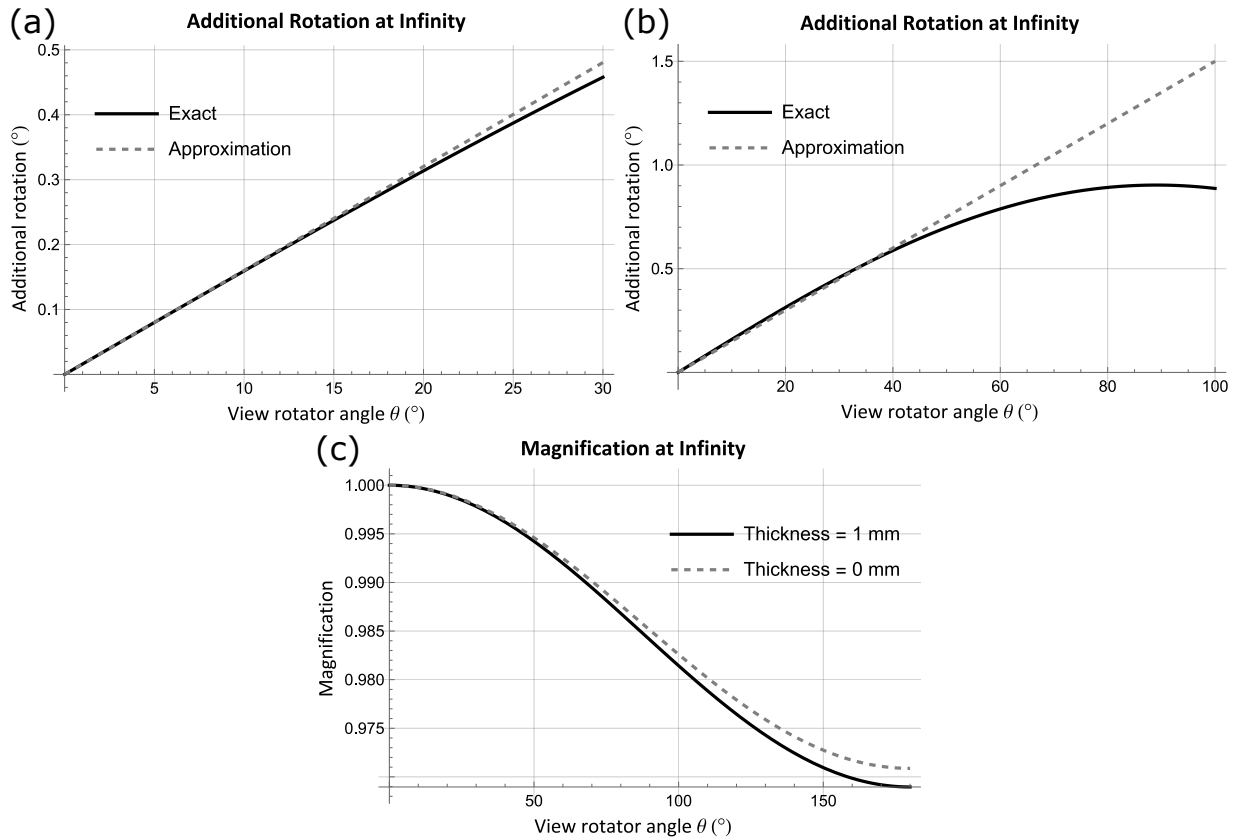 (a)
Additional Rotation at Infinity
0.5
0.4
0.3
0.2
0.1
Additional rotation (°)
Exact
Approximation
5 10 15 20 25 30
View rotator angle θ (°)
(b)
Additional Rotation at Infinity
1.5
1.0
0.5
Additional rotation (°)
Exact
Approximation
20 40 60 80 100
View rotator angle θ (°)
(c)
Magnification at Infinity
1.000
0.995
0.990
0.985
0.980
0.975
Magnification
Thickness = 1 mm
Thickness = 0 mm
50 100 150
View rotator angle θ (°)